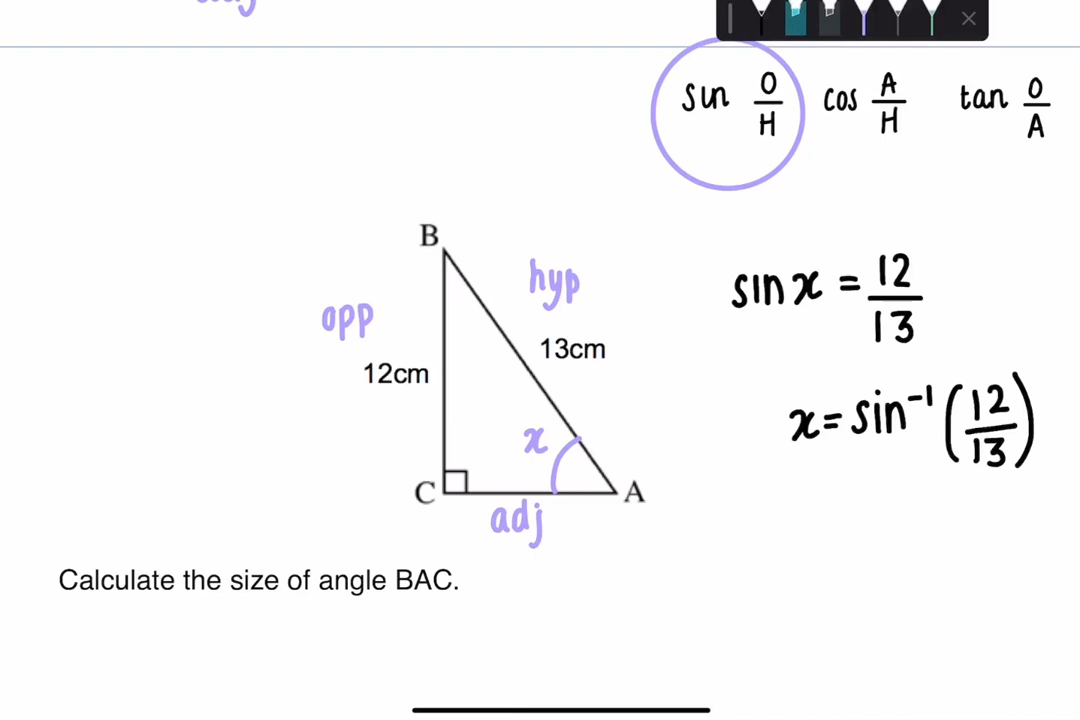 sin O/H cos A/H tan O/A
B
hyp
opp
sin x = 12/13
13cm
12cm
x = sin⁻¹ (12/13)
x
C
A
adj
Calculate the size of angle BAC.